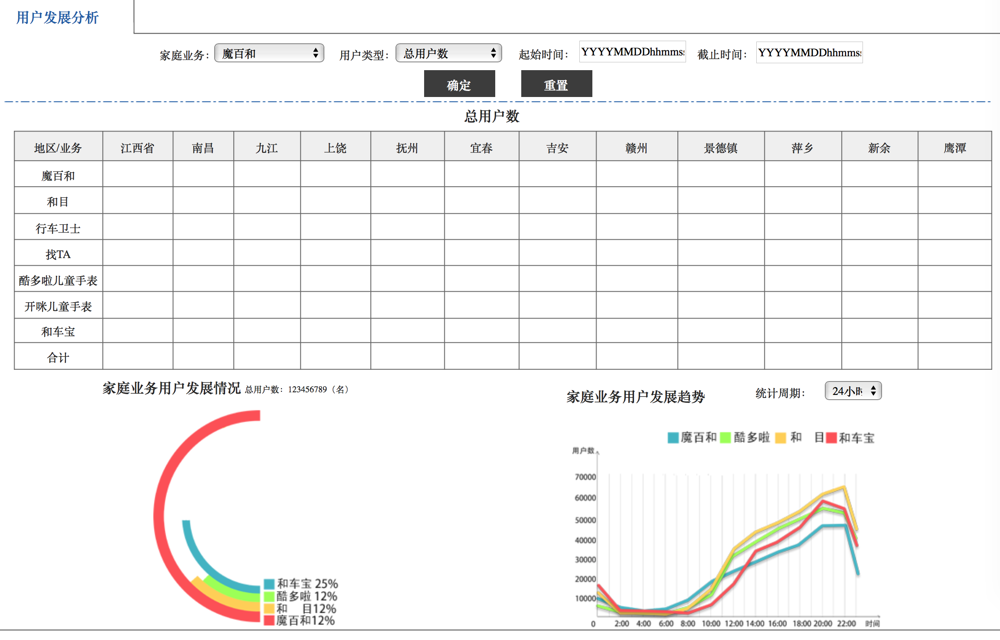 用户发展分析
家庭业务： 魔百和 用户类型： 总用户数 起始时间： YYYYMMDDhhmms 截止时间： YYYYMMDDhhmms
确定 重置
总用户数
地区/业务 江西省 南昌 九江 上饶 抚州 宜春 吉安 赣州 景德镇 萍乡 新余 鹰潭
魔百和
和目
行车卫士
找TA
酷多啦儿童手表
开咪儿童手表
和车宝
合计
家庭业务用户发展情况 总用户数：123456789（名）
和车宝 25%
酷多啦 12%
和 目12%
魔百和12%
家庭业务用户发展趋势 统计周期： 24小时
魔百和 酷多啦 和 目 和车宝
用户数
70000
60000
50000
40000
30000
20000
10000
0 2:00 4:00 6:00 8:00 10:00 12:00 14:00 16:00 18:00 20:00 22:00 时间